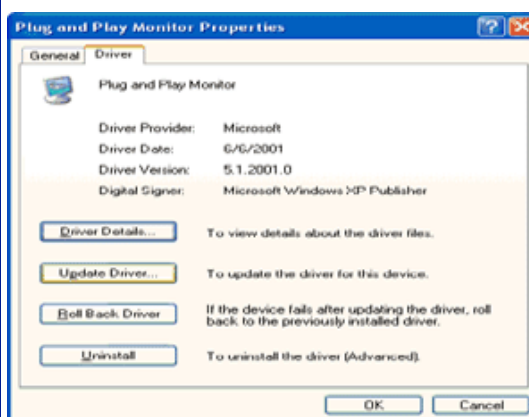 Plug and Play Monitor Properties
General Driver
Plug and Play Monitor
Driver Provider: Microsoft
Driver Date: 6/6/2001
Driver Version: 5.1.2001.0
Digital Signer: Microsoft Windows XP Publisher
Driver Details... To view details about the driver files.
Update Driver... To update the driver for this device.
Roll Back Driver If the device fails after updating the driver, roll
back to the previously installed driver.
Uninstall To uninstall the driver (Advanced).
OK Cancel